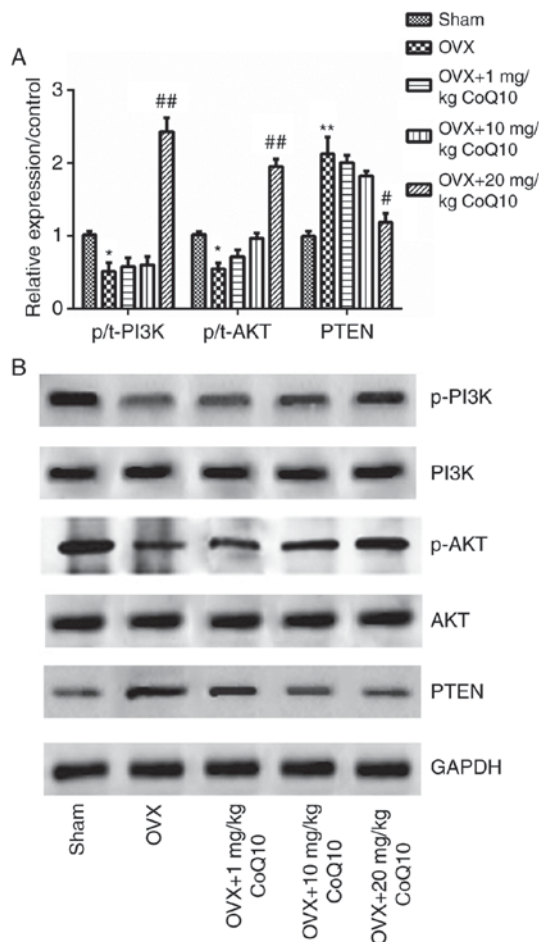 A
Sham
OVX
OVX+1 mg/
kg CoQ10
OVX+10 mg/
kg CoQ10
OVX+20 mg/
kg CoQ10
Relative expression/control
3
2
1
0
*
##
*
##
**
#
p/t-PI3K
p/t-AKT
PTEN
B
p-PI3K
PI3K
p-AKT
AKT
PTEN
GAPDH
Sham
OVX
OVX+1 mg/kg
CoQ10
OVX+10 mg/kg
CoQ10
OVX+20 mg/kg
CoQ10